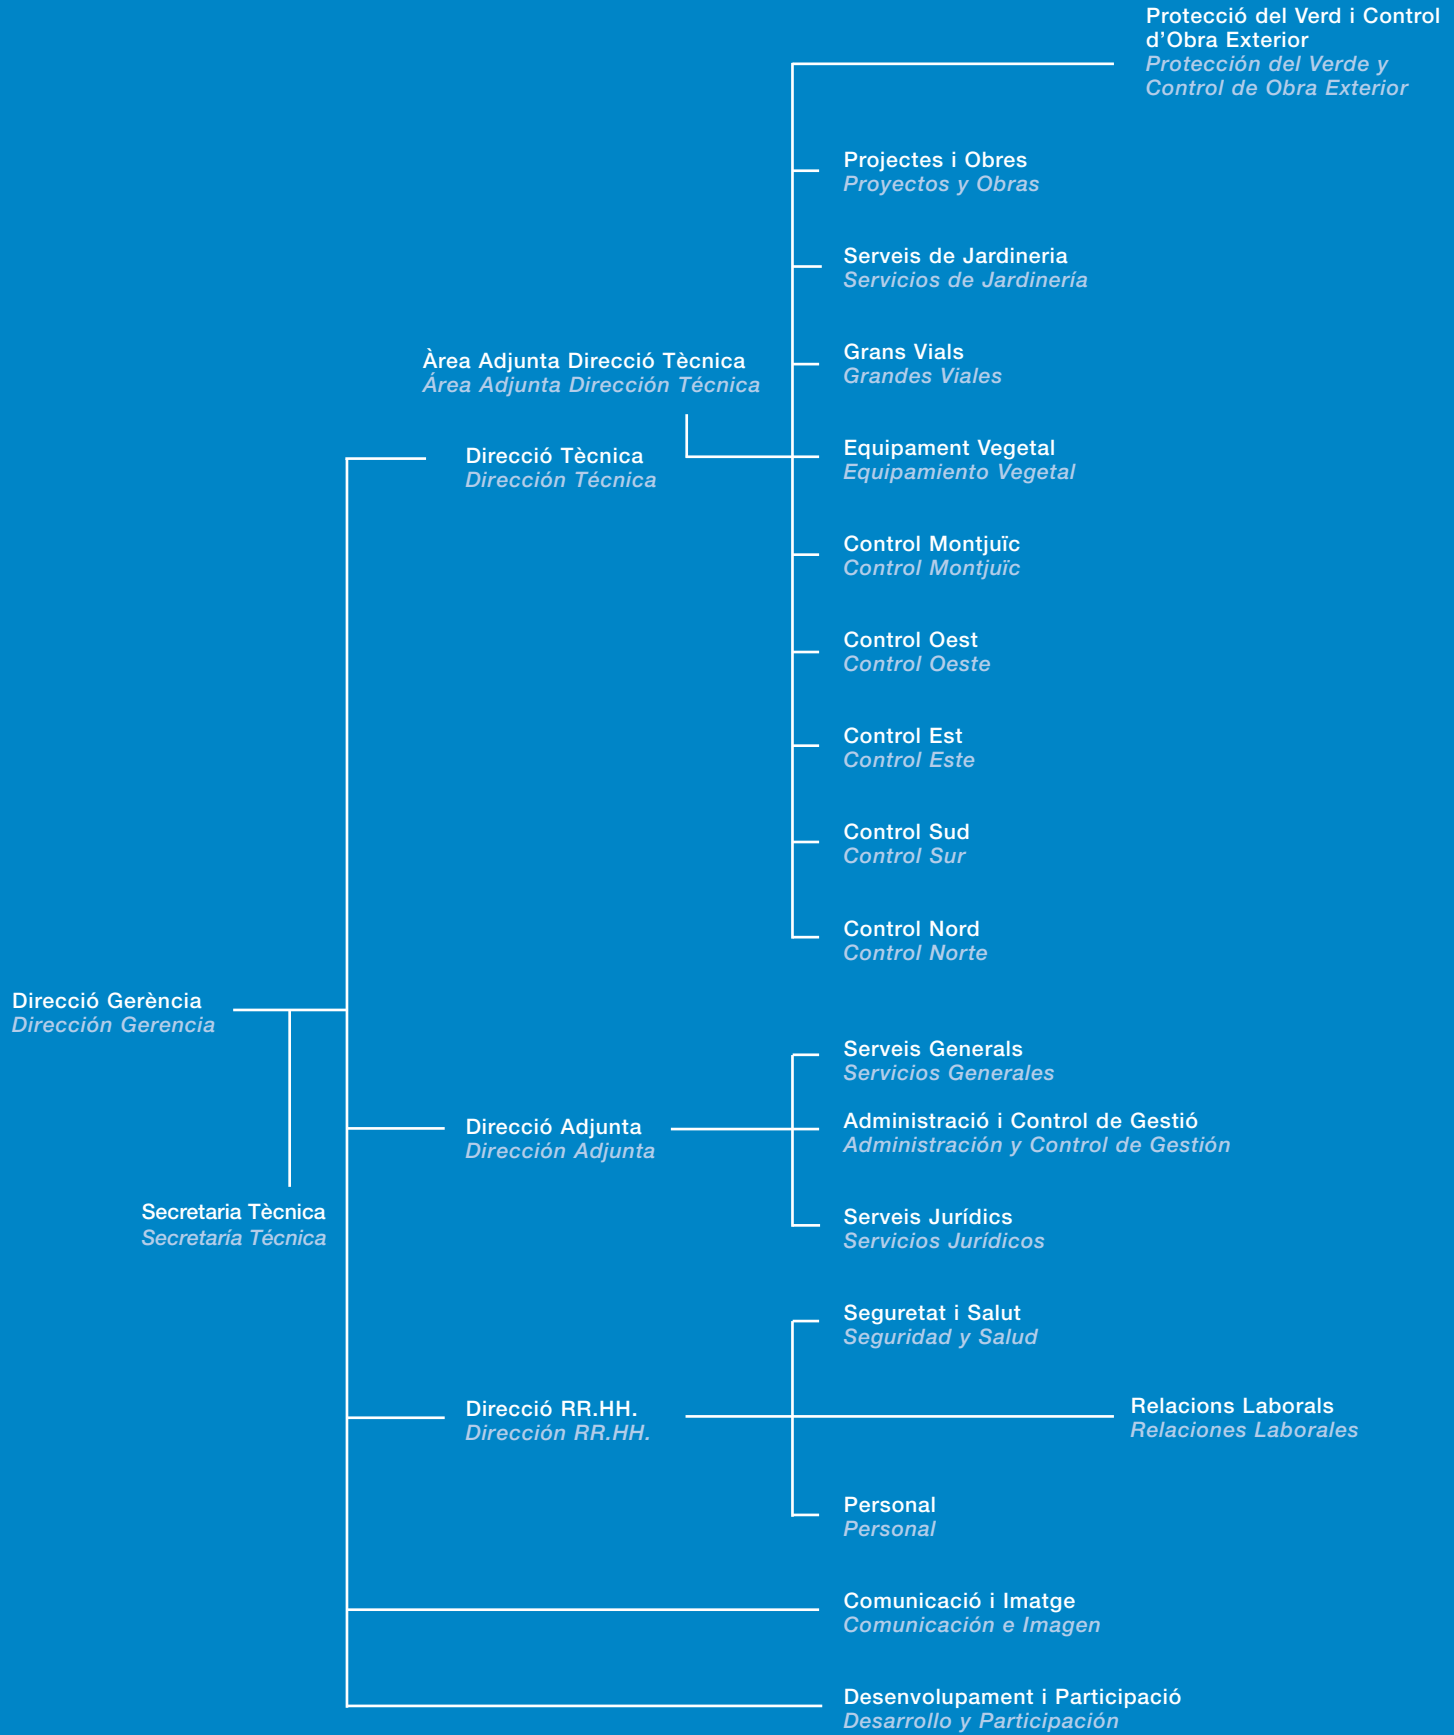 Protecció del Verd i Control
d'Obra Exterior
Protección del Verde y
Control de Obra Exterior
Projectes i Obres
Proyectos y Obras
Serveis de Jardineria
Servicios de Jardinería
Grans Vials
Grandes Viales
Àrea Adjunta Direcció Tècnica
Área Adjunta Dirección Técnica
Equipament Vegetal
Equipamiento Vegetal
Direcció Tècnica
Dirección Técnica
Control Montjuïc
Control Montjuïc
Control Oest
Control Oeste
Control Est
Control Este
Control Sud
Control Sur
Control Nord
Control Norte
Direcció Gerència
Dirección Gerencia
Serveis Generals
Servicios Generales
Administració i Control de Gestió
Administración y Control de Gestión
Direcció Adjunta
Dirección Adjunta
Secretaria Tècnica
Secretaría Técnica
Serveis Jurídics
Servicios Jurídicos
Seguretat i Salut
Seguridad y Salud
Direcció RR.HH.
Dirección RR.HH.
Relacions Laborals
Relaciones Laborales
Personal
Personal
Comunicació i Imatge
Comunicación e Imagen
Desenvolupament i Participació
Desarrollo y Participación